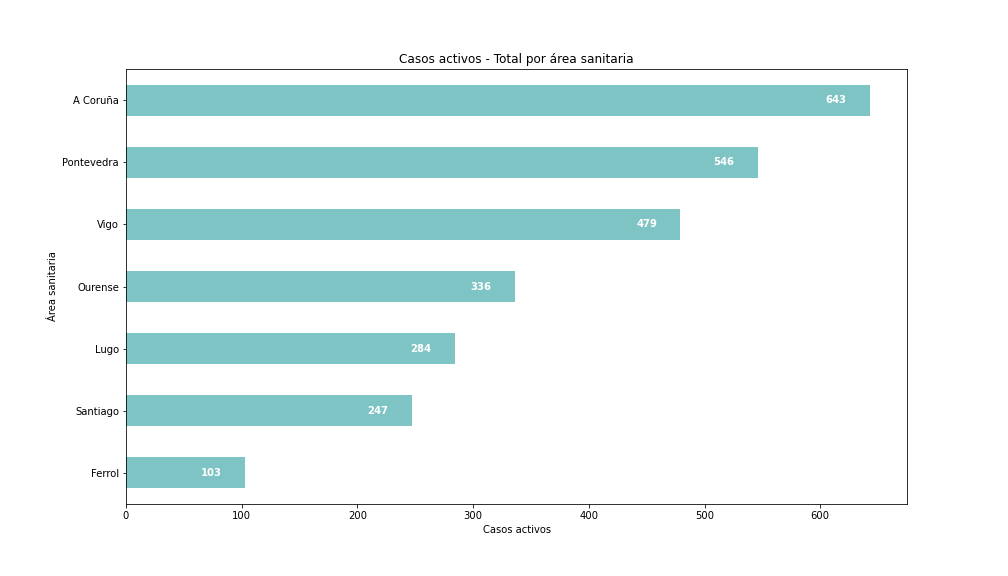 Casos activos - Total por área sanitaria
A Coruña
643
Pontevedra
546
Vigo
479
Ourense
336
Lugo
284
Santiago
247
Ferrol
103
Área sanitaria
0 100 200 300 400 500 600
Casos activos